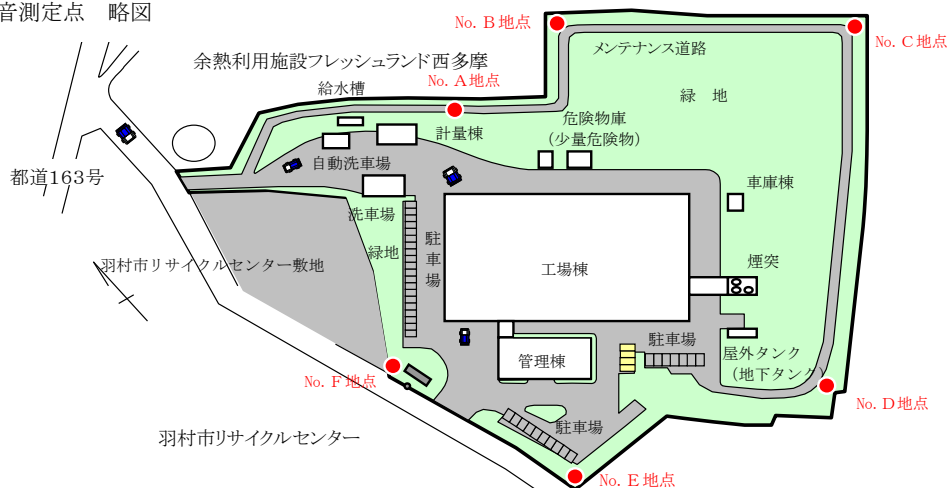 音測定点 略図
No. B 地点
No. C 地点
メンテナンス道路
余熱利用施設フレッシュランド西多摩
No. A 地点
給水槽
緑 地
危険物庫
(少量危険物)
計量棟
自動洗車場
都道163号
車庫棟
洗車場
緑地
駐車場
羽村市リサイクルセンター敷地
工場棟
煙突
駐車場
屋外タンク
(地下タンク)
管理棟
No. F 地点
No. D 地点
駐車場
羽村市リサイクルセンター
No. E 地点